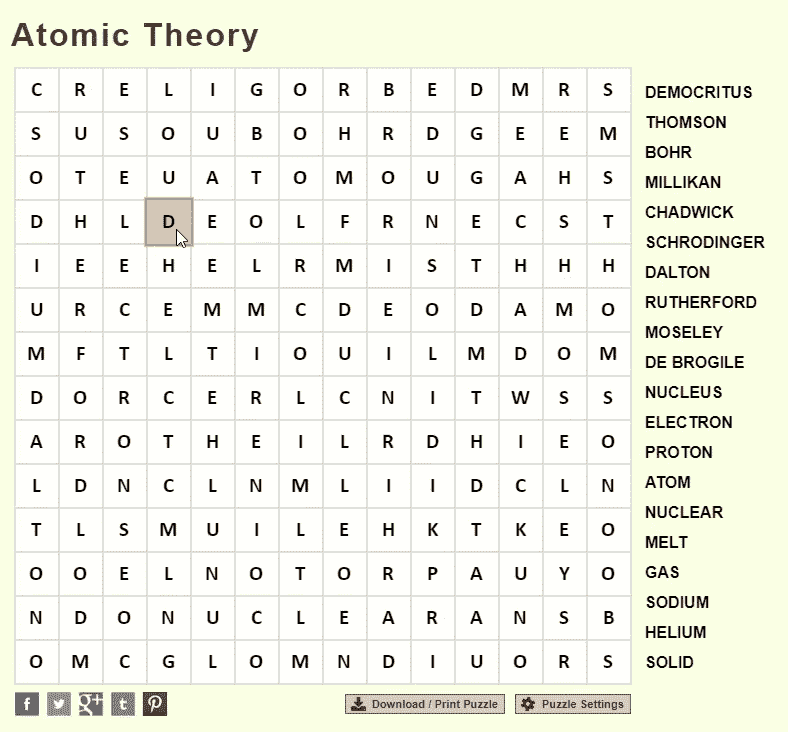 Atomic Theory
C R E L I G O R B E D M R S
S U S O U B O H R D G E E M
O T E U A T O M O U G A H S
D H L D E O L F R N E C S T
I E E H E L R M I S T H H H
U R C E M M C D E O D A M O
M F T L T I O U I L M D O M
D O R C E R L C N I T W S S
A R O T H E I L R D H I E O
L D N C L N M L I I D C L N
T L S M U I L E H K T K E O
O O E L N O T O R P A U Y O
N D O N U C L E A R A N S B
O M C G L O M N D I U O R S
DEMOCRITUS
THOMSON
BOHR
MILLIKAN
CHADWICK
SCHRODINGER
DALTON
RUTHERFORD
MOSELEY
DE BROGILE
NUCLEUS
ELECTRON
PROTON
ATOM
NUCLEAR
MELT
GAS
SODIUM
HELIUM
SOLID
f g+ t P
Download / Print Puzzle
Puzzle Settings